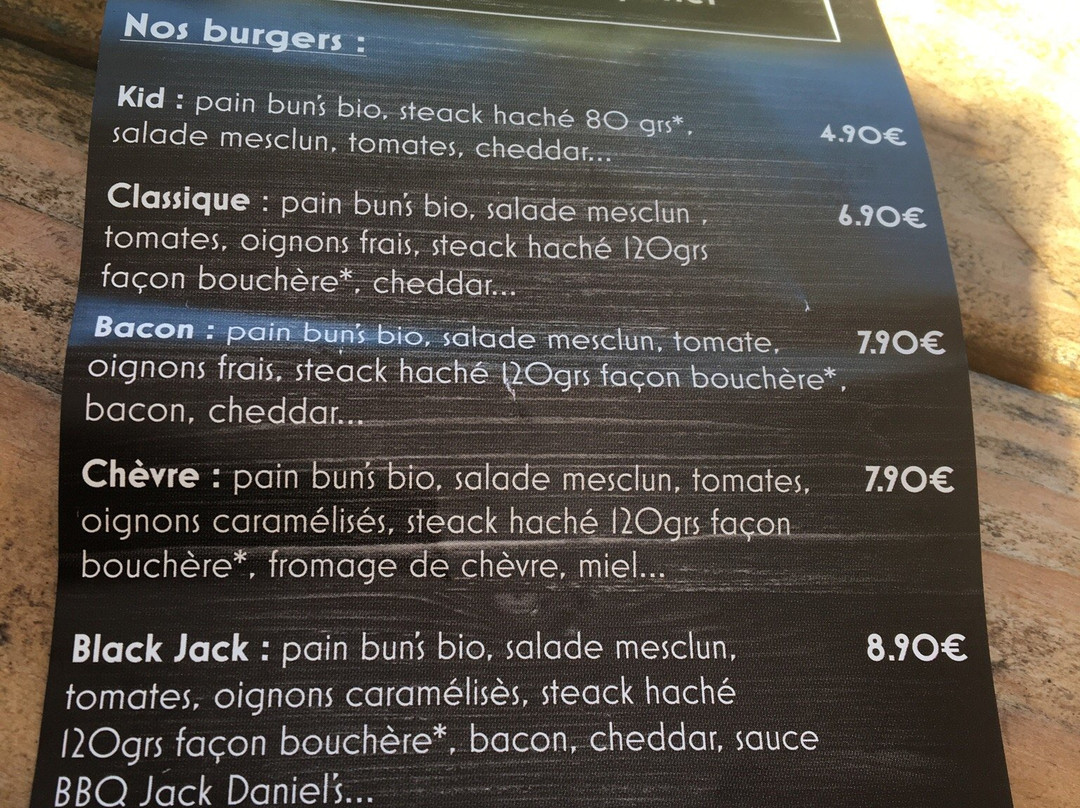 Nos burgers :
Kid : pain bun's bio, steack haché 80 grs*,
salade mesclun, tomates, cheddar...
4.90€
Classique : pain bun's bio, salade mesclun ,
tomates, oignons frais, steack haché 120grs
façon bouchère*, cheddar...
6.90€
Bacon : pain bun's bio, salade mesclun, tomate,
oignons frais, steack haché 120grs façon bouchère*,
bacon, cheddar...
7.90€
Chèvre : pain bun's bio, salade mesclun, tomates,
oignons caramélisés, steack haché 120grs façon
bouchère*, fromage de chèvre, miel...
7.90€
Black Jack : pain bun's bio, salade mesclun,
tomates, oignons caramélisès, steack haché
120grs façon bouchère*, bacon, cheddar, sauce
BBQ Jack Daniel's...
8.90€